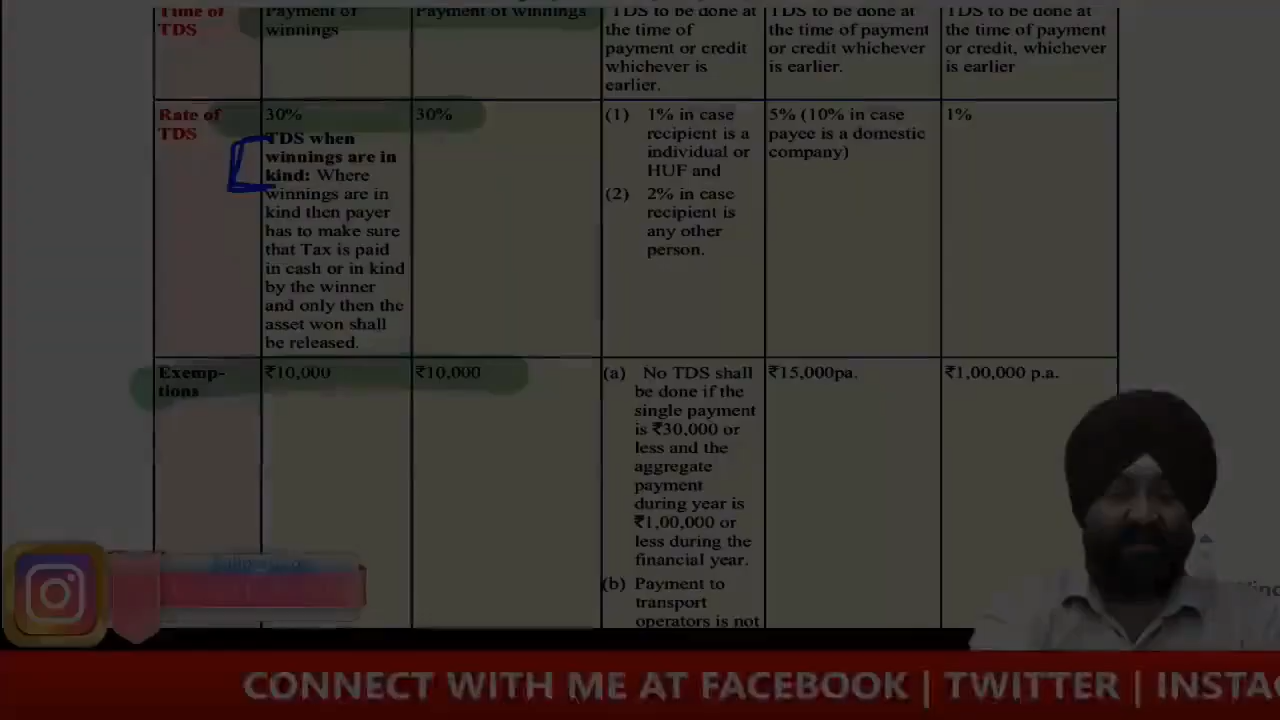 Time of
TDS
Payment of
winnings
Payment of winnings
TDS to be done at
the time of
payment or credit
whichever is
earlier.
TDS to be done at
the time of payment
or credit whichever
is earlier.
TDS to be done at
the time of payment
or credit, whichever
is earlier
Rate of
TDS
30%
TDS when
winnings are in
kind: Where
winnings are in
kind then payer
has to make sure
that Tax is paid
in cash or in kind
by the winner
and only then the
asset won shall
be released.
30%
(1) 1% in case
recipient is a
individual or
HUF and
(2) 2% in case
recipient is
any other
person.
5% (10% in case
payee is a domestic
company)
1%
Exemp-
tions
₹10,000
₹10,000
(a) No TDS shall
be done if the
single payment
is ₹30,000 or
less and the
aggregate
payment
during year is
₹1,00,000 or
less during the
financial year.
(b) Payment to
transport
operators is not
₹15,000pa.
₹1,00,000 p.a.
CONNECT WITH ME AT FACEBOOK | TWITTER | INSTA